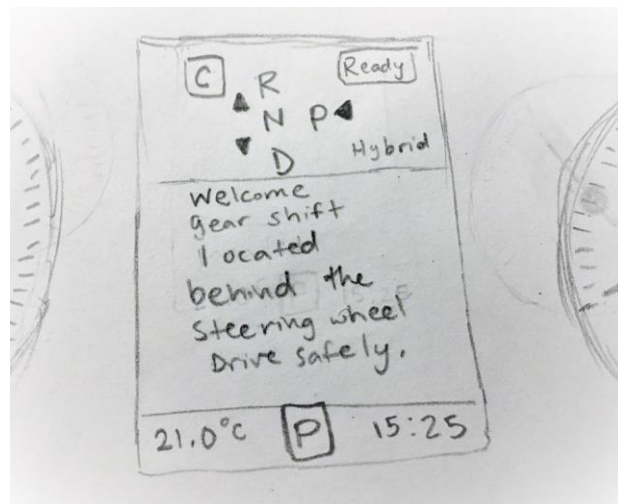 C R Ready
N P
Hybrid
D
Welcome
gear shift
located
behind the
steering wheel
Drive safely.
21.0°C P 15:25